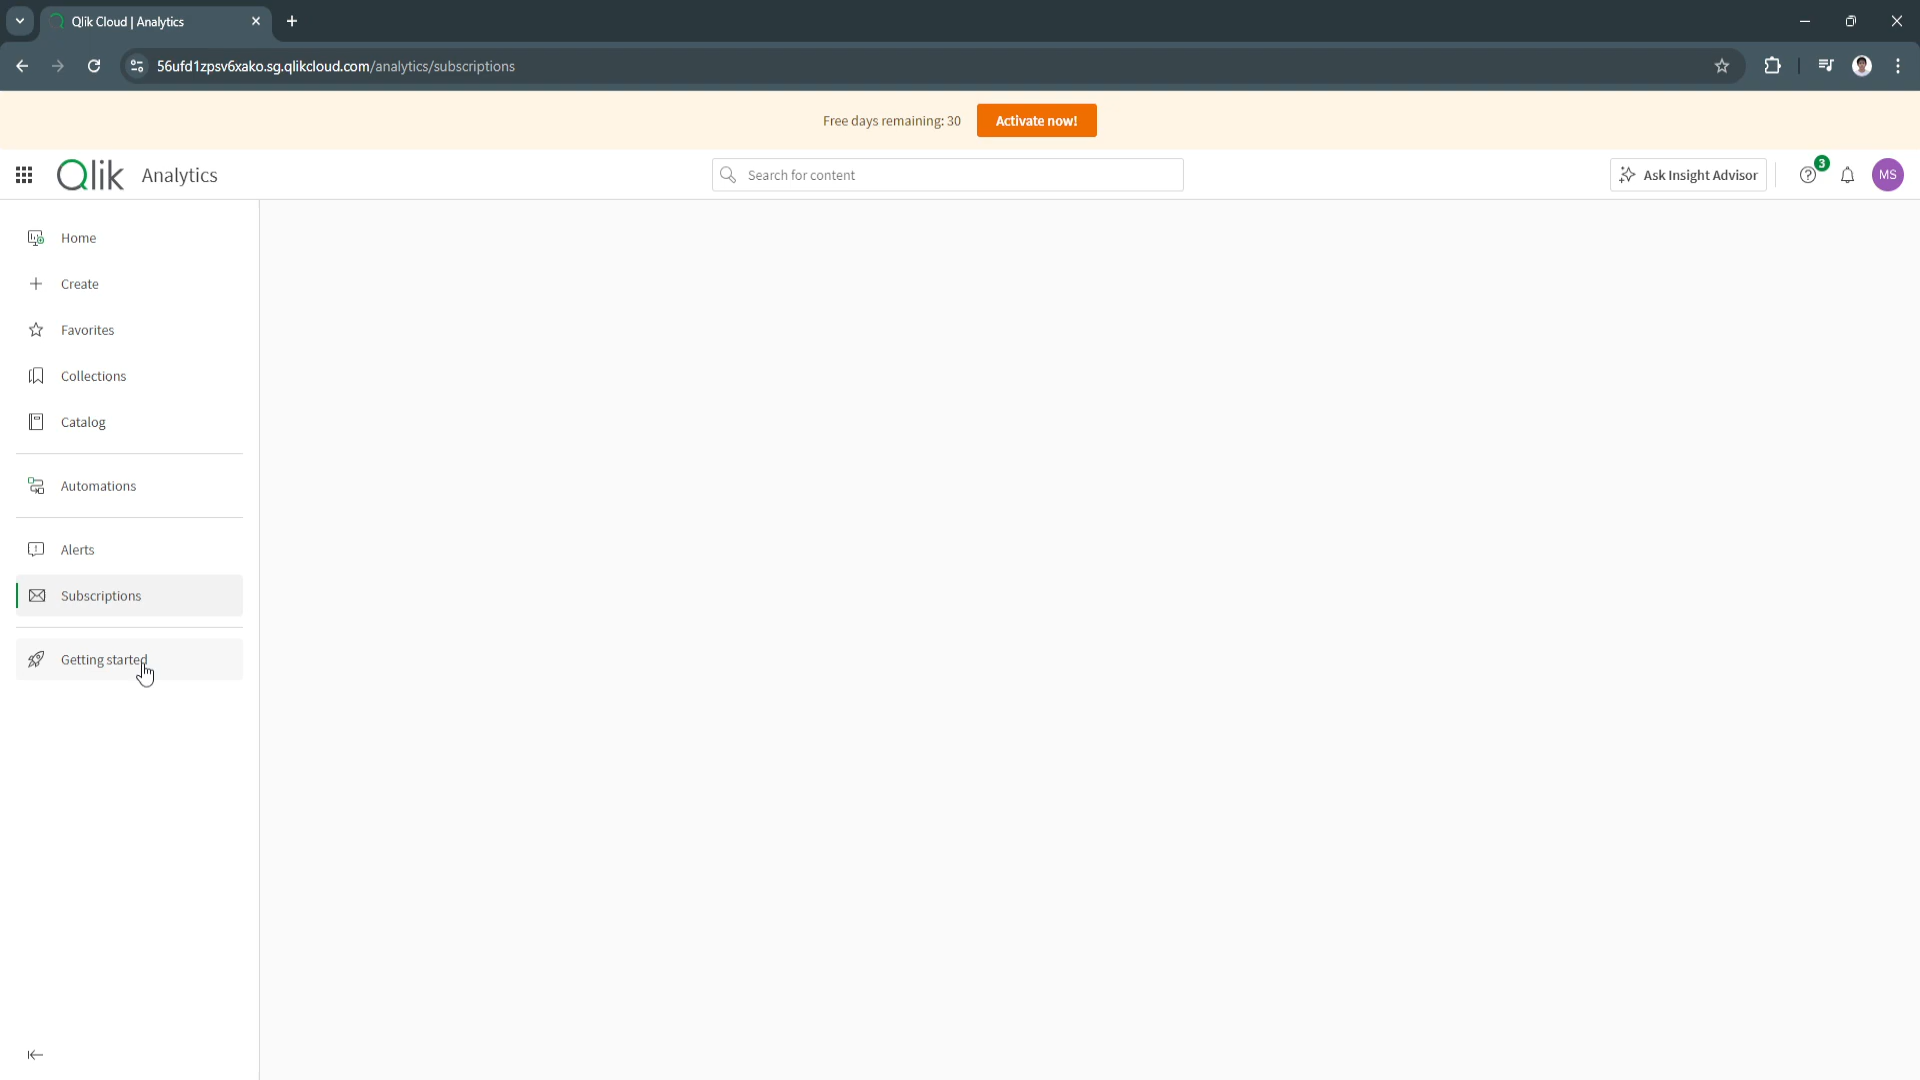 Qlik Cloud | Analytics
56ufd1zpsv6xako.sg.qlikcloud.com/analytics/subscriptions
Free days remaining: 30
Activate now!
Qlik Analytics
Search for content
Ask Insight Advisor
3
MS
Home
Create
Favorites
Collections
Catalog
Automations
Alerts
Subscriptions
Getting started